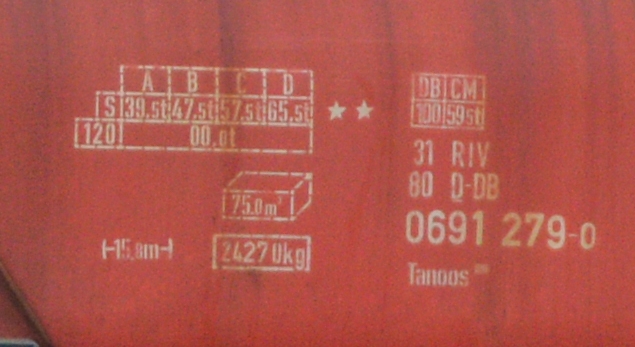 A B C D
S 39,5t 47,5t 57,5t 65,5t ★★
120 00,0t
DB CM
100 59,5t
31 RIV
80 D-DB
0691 279-0
Tanoos
75.0m³
15,8m
24270kg